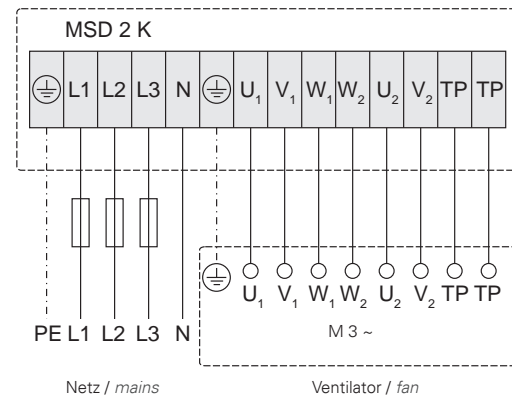 MSD 2 K
L1 L2 L3 N U₁ V₁ W₁ W₂ U₂ V₂ TP TP
U₁ V₁ W₁ W₂ U₂ V₂ TP TP
PE L1 L2 L3 N
M 3 ~
Netz / mains
Ventilator / fan